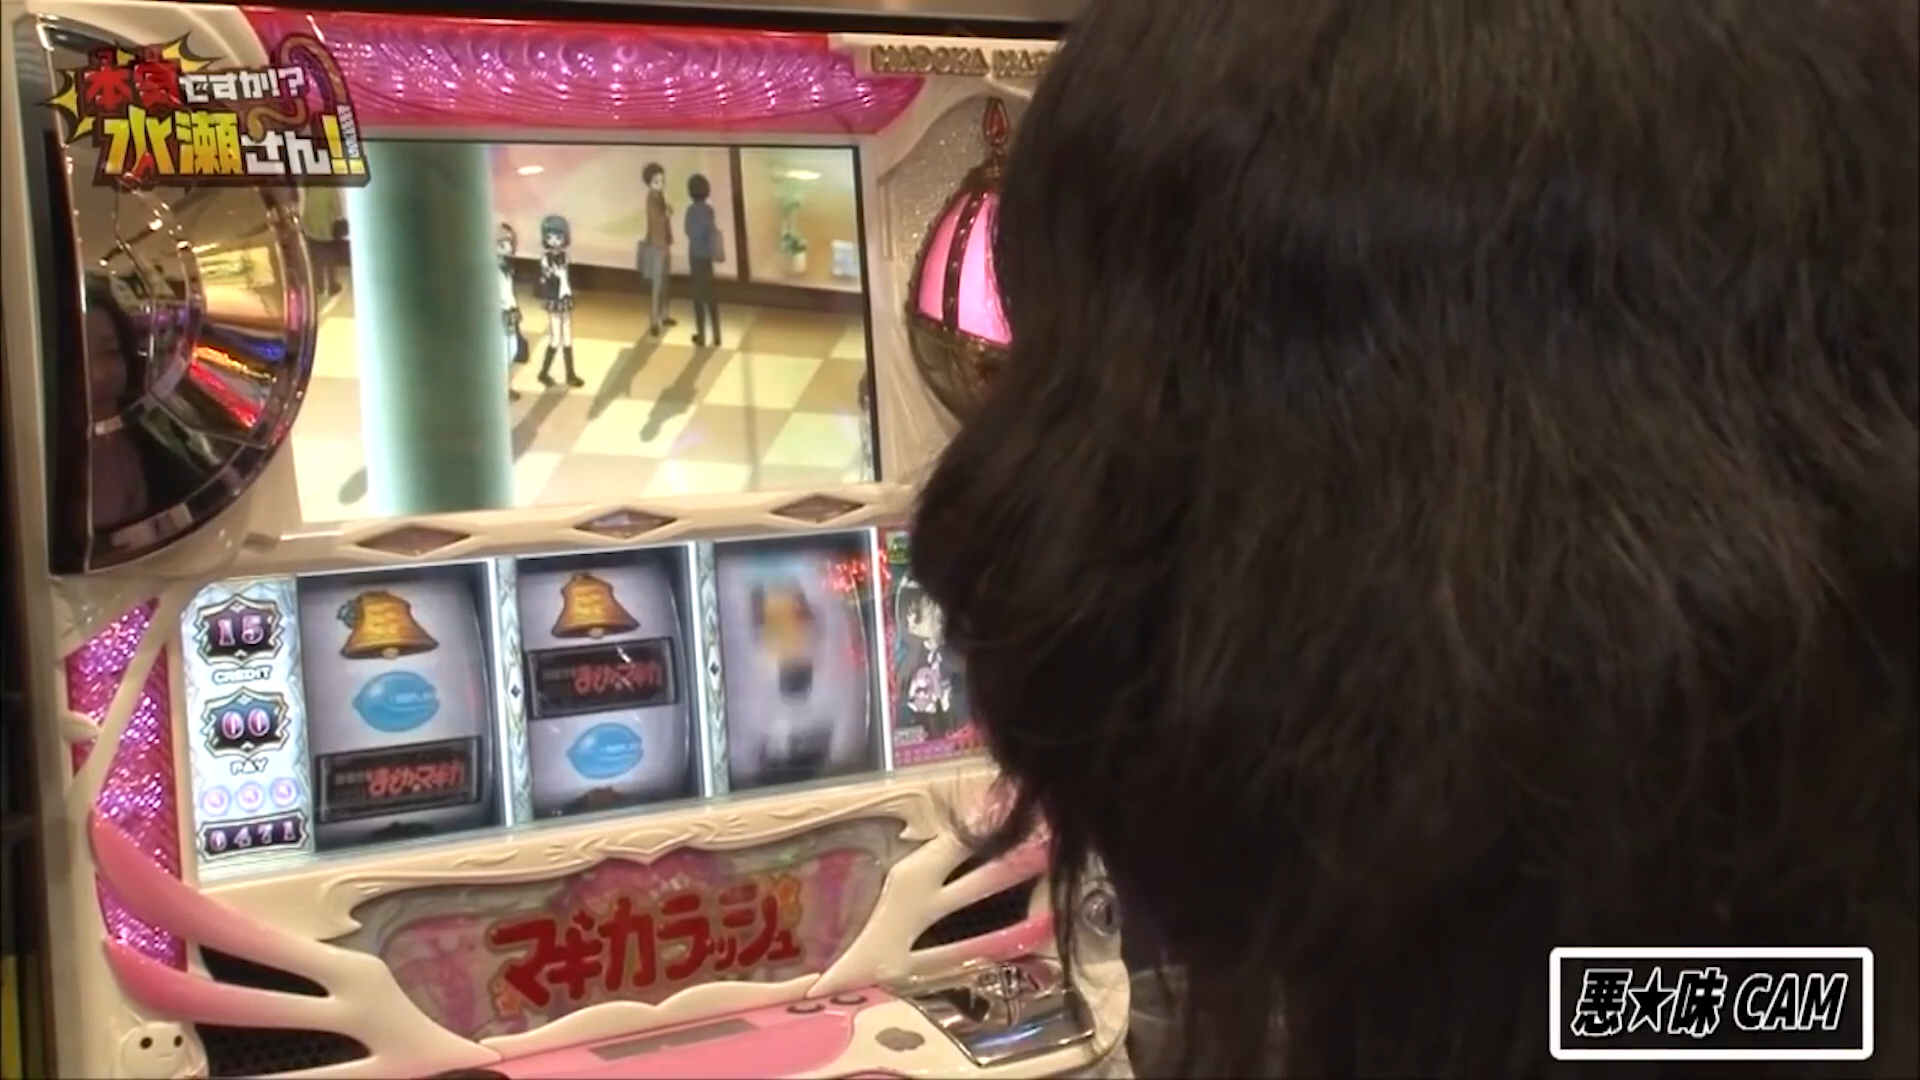 本気ですか!?
水瀬さん!!
MADOKA MAG
15
CREDIT
00
PAY
0471
まどか☆マギカ
まどか☆マギカ
マギカラッシュ
悪★味 CAM